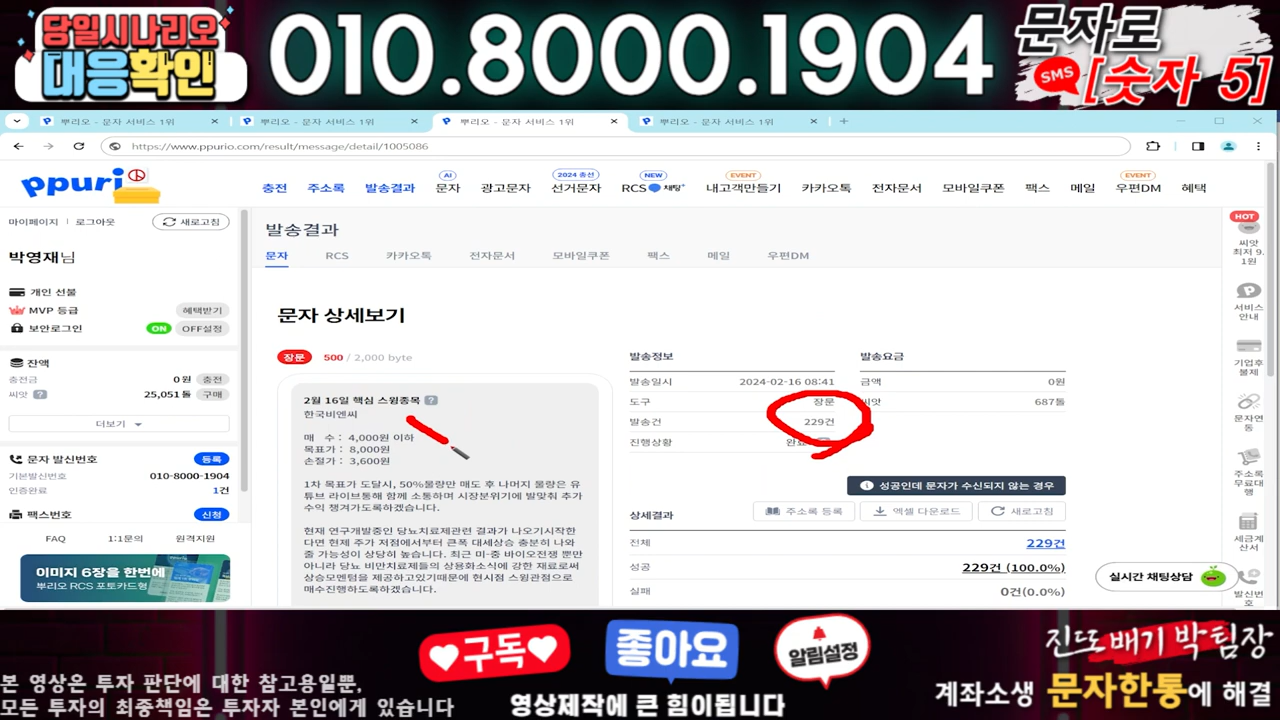 당일시나리오
대응확인
010.8000.1904
문자로
SMS
[숫자 5]
뿌리오 - 문자 서비스 1위
뿌리오 - 문자 서비스 1위
뿌리오 - 문자 서비스 1위
뿌리오 - 문자 서비스 1위
https://www.ppurio.com/result/message/detail/1005086
ppurio
충전
주소록
발송결과
AI
문자
광고문자
2024 총선
선거문자
NEW
RCS 채팅+
EVENT
내고객만들기
카카오톡
전자문서
모바일쿠폰
팩스
메일
EVENT
우편DM
혜택
마이페이지 | 로그아웃
새로고침
박영재님
개인 선불
MVP 등급
혜택받기
보안로그인
ON
OFF설정
잔액
충전금
0원
충전
씨앗 ?
25,051톨
구매
더보기
문자 발신번호
등록
기본발신번호
010-8000-1904
인증완료
1건
팩스번호
신청
FAQ
1:1문의
원격지원
이미지 6장을 한번에
뿌리오 RCS 포토카드형
발송결과
문자
RCS
카카오톡
전자문서
모바일쿠폰
팩스
메일
우편DM
문자 상세보기
장문
500 / 2,000 byte
2월 16일 핵심 스윙종목 ?
한국비엔씨
매 수 : 4,000원 이하
목표가 : 8,000원
손절가 : 3,600원
1차 목표가 도달시, 50%물량만 매도 후 나머지 물량은 유
튜브 라이브통해 함께 소통하며 시장분위기에 발맞춰 추가
수익 챙겨가도록하겠습니다.
현재 연구개발중인 당뇨치료제관련 결과가 나오기시작한
다면 현제 주가 저점에서부터 큰폭 대세상승 충분히 나와
줄 가능성이 상당히 높습니다. 최근 미·중 바이오전쟁 뿐만
아니라 당뇨 비만치료제들의 상용화소식에 강한 재료로써
상승모멘텀을 제공하고있기때문에 현시점 스윙관점으로
매수진행하도록하겠습니다.
발송정보
발송일시
2024-02-16 08:41
도구
장문
발송건
229건
진행상황
완료
발송요금
금액
0원
씨앗
687톨
성공인데 문자가 수신되지 않는 경우
상세결과
주소록 등록
엑셀 다운로드
새로고침
전체
229건
성공
229건 (100.0%)
실패
0건(0.0%)
HOT
씨앗
최저 9.
1원
서비스
안내
기업후
불제
문자연
동
주소록
무료대
행
세금계
산서
발신번
호
실시간 채팅상담
본 영상은 투자 판단에 대한 참고용일뿐,
모든 투자의 최종책임은 투자자 본인에게 있습니다
구독
좋아요
알림설정
영상제작에 큰 힘이됩니다
진또배기 박팀장
계좌소생 문자한통에 해결